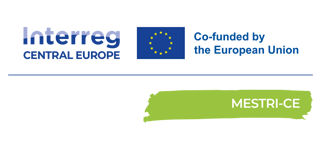 Interreg
CENTRAL EUROPE
Co-funded by
the European Union
MESTRI-CE